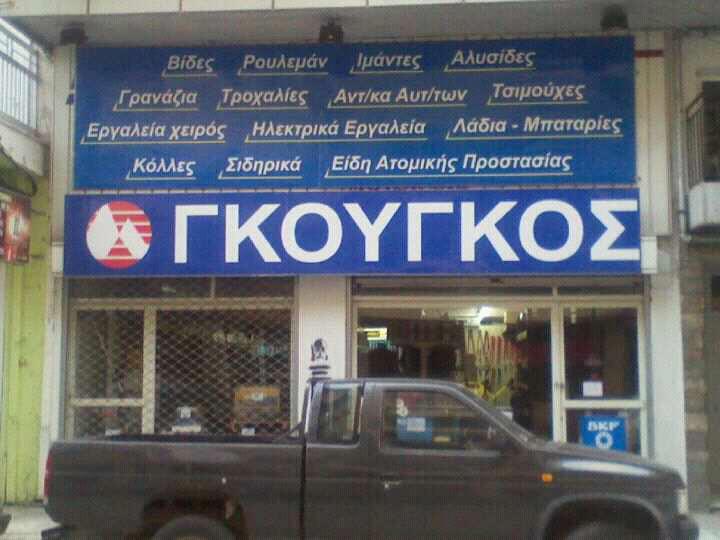 Βίδες Ρουλεμάν Ιμάντες Αλυσίδες
Γρανάζια Τροχαλίες Αντ/κα Αυτ/των Τσιμούχες
Εργαλεία χειρός Ηλεκτρικά Εργαλεία Λάδια - Μπαταρίες
Κόλλες Σιδηρικά Είδη Ατομικής Προστασίας
ΓΚΟΥΓΚΟΣ
SKF